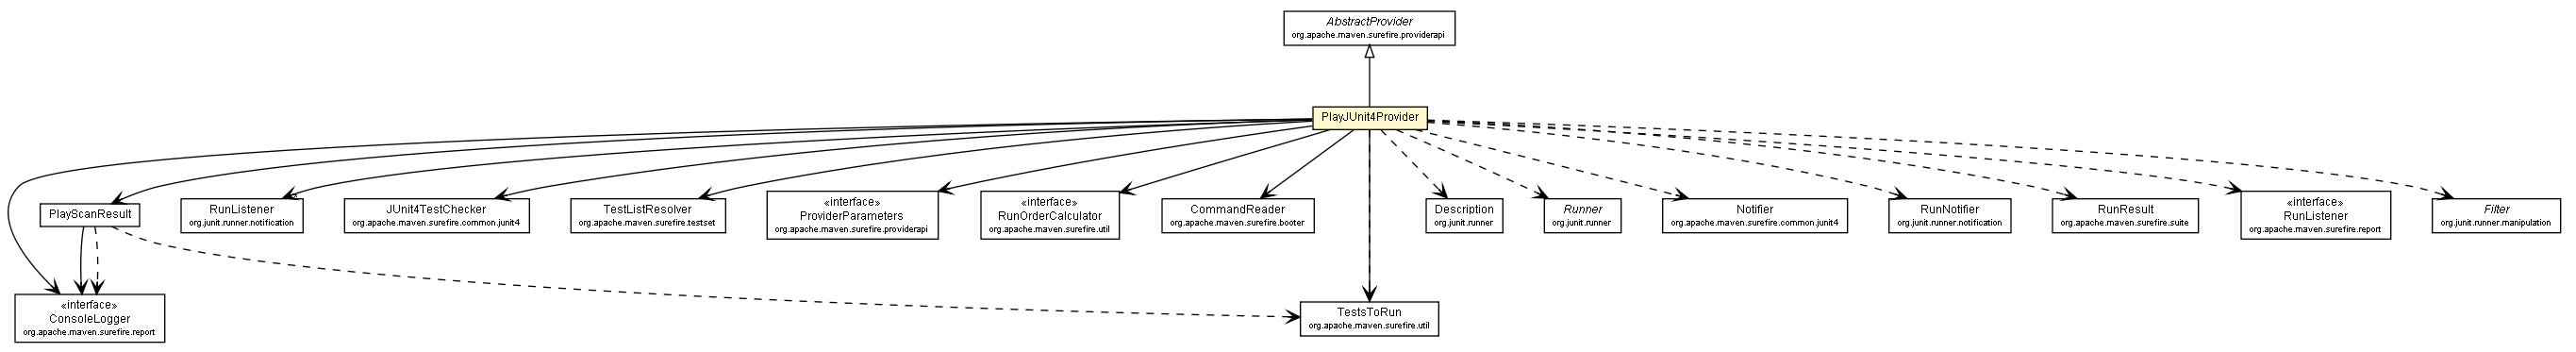 AbstractProvider
org.apache.maven.surefire.providerapi
PlayJUnit4Provider
PlayScanResult
RunListener
org.junit.runner.notification
JUnit4TestChecker
org.apache.maven.surefire.common.junit4
TestListResolver
org.apache.maven.surefire.testset
«interface»
ProviderParameters
org.apache.maven.surefire.providerapi
«interface»
RunOrderCalculator
org.apache.maven.surefire.util
CommandReader
org.apache.maven.surefire.booter
Description
org.junit.runner
Runner
org.junit.runner
Notifier
org.apache.maven.surefire.common.junit4
RunNotifier
org.junit.runner.notification
RunResult
org.apache.maven.surefire.suite
«interface»
RunListener
org.apache.maven.surefire.report
Filter
org.junit.runner.manipulation
«interface»
ConsoleLogger
org.apache.maven.surefire.report
TestsToRun
org.apache.maven.surefire.util